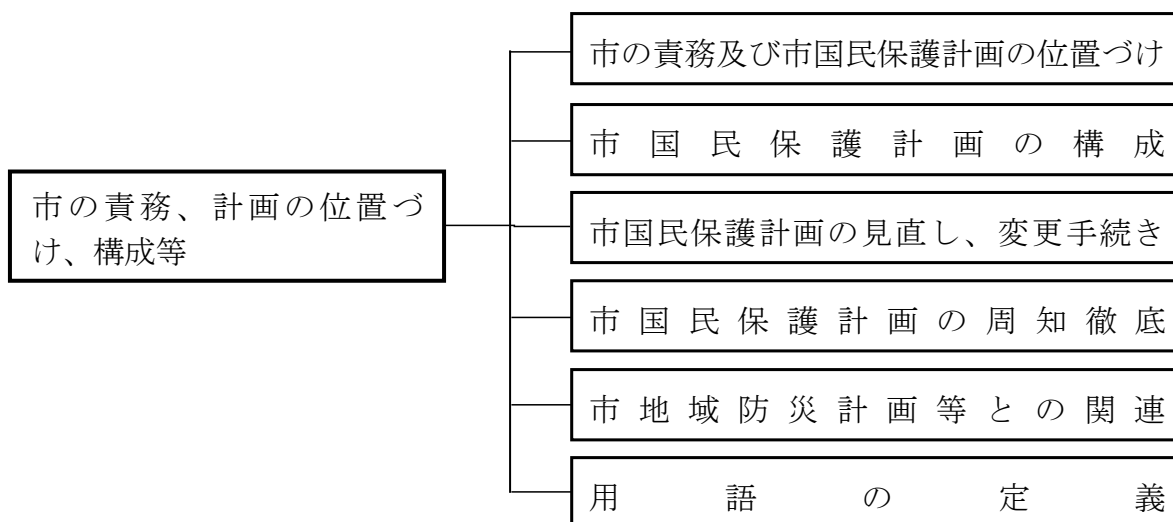 市の責務、計画の位置づ
け、構成等
市の責務及び市国民保護計画の位置づけ
市国民保護計画の構成
市国民保護計画の見直し、変更手続き
市国民保護計画の周知徹底
市地域防災計画等との関連
用語の定義